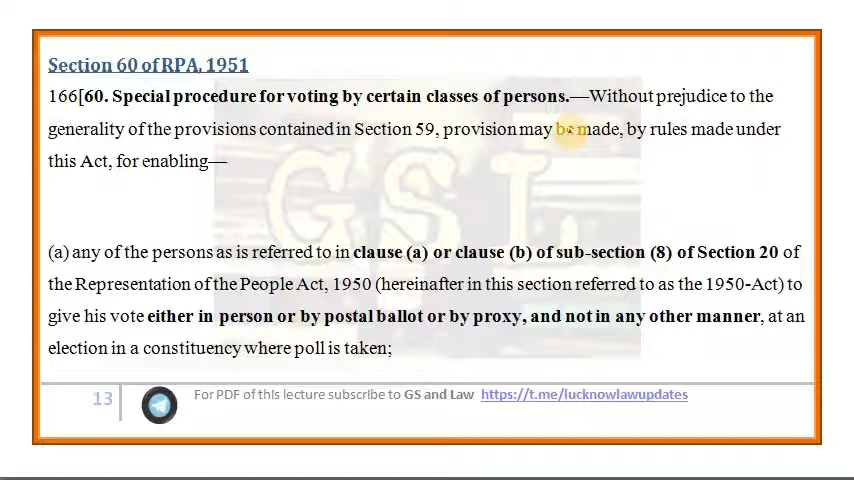 Section 60 of RPA, 1951
166[60. Special procedure for voting by certain classes of persons.—Without prejudice to the
generality of the provisions contained in Section 59, provision may be made, by rules made under
this Act, for enabling—
(a) any of the persons as is referred to in clause (a) or clause (b) of sub-section (8) of Section 20 of
the Representation of the People Act, 1950 (hereinafter in this section referred to as the 1950-Act) to
give his vote either in person or by postal ballot or by proxy, and not in any other manner, at an
election in a constituency where poll is taken;
13
For PDF of this lecture subscribe to GS and Law https://t.me/lucknowlawupdates
GSL